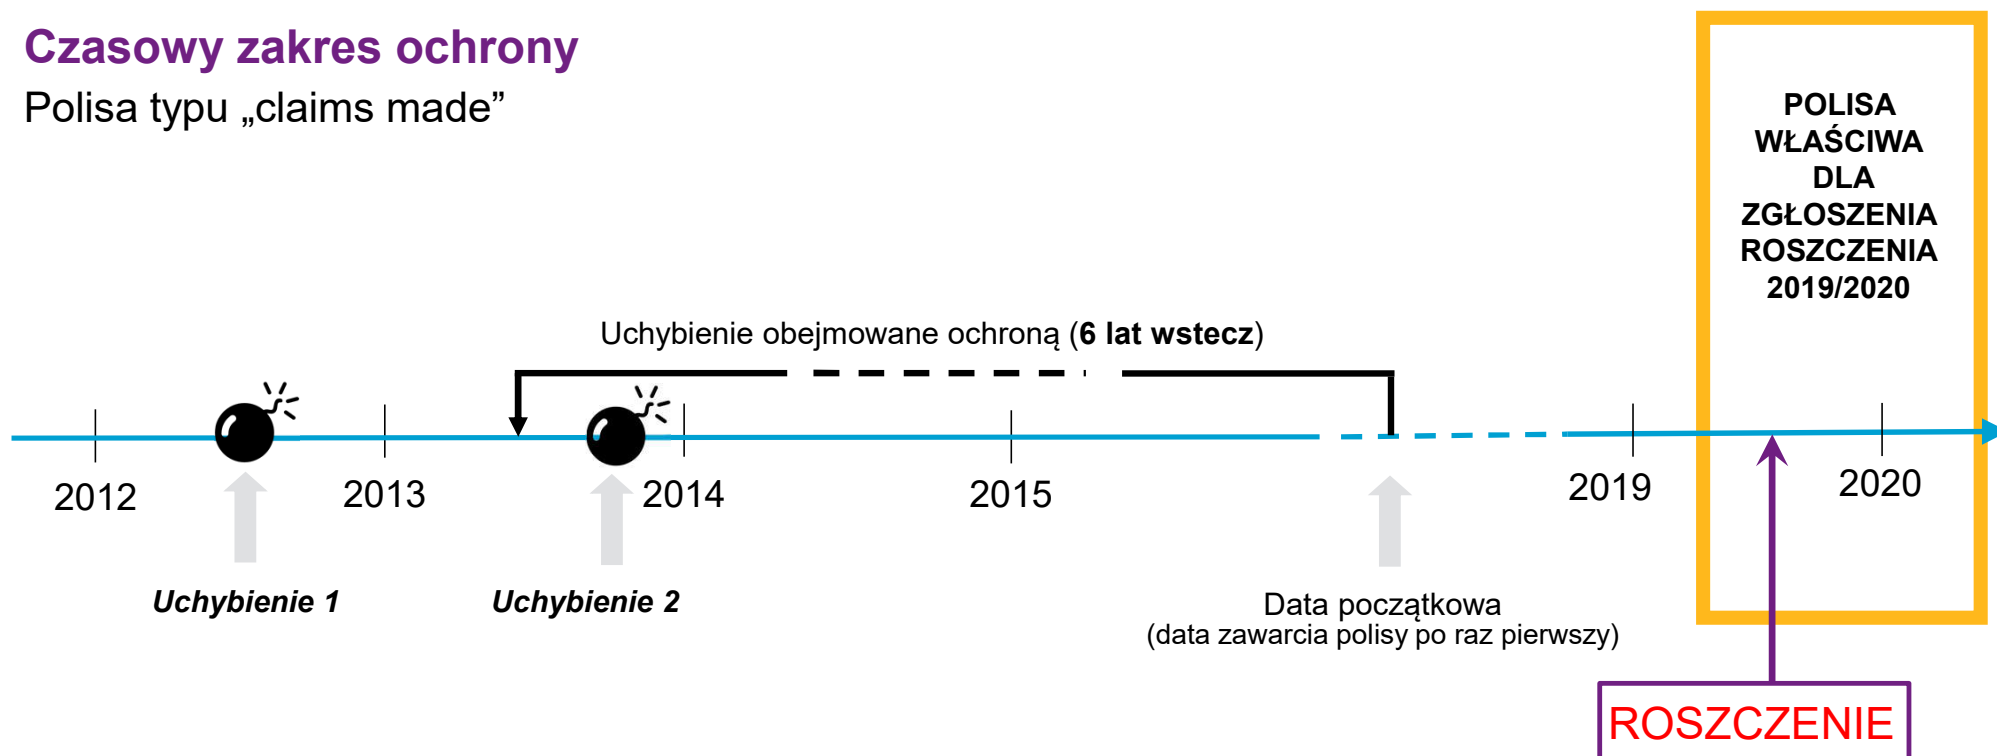 Czasowy zakres ochrony
Polisa typu „claims made”
POLISA
WŁAŚCIWA
DLA
ZGŁOSZENIA
ROSZCZENIA
2019/2020
Uchybienie obejmowane ochroną (6 lat wstecz)
2012
2013
2014
2015
2019
2020
Uchybienie 1
Uchybienie 2
Data początkowa
(data zawarcia polisy po raz pierwszy)
ROSZCZENIE